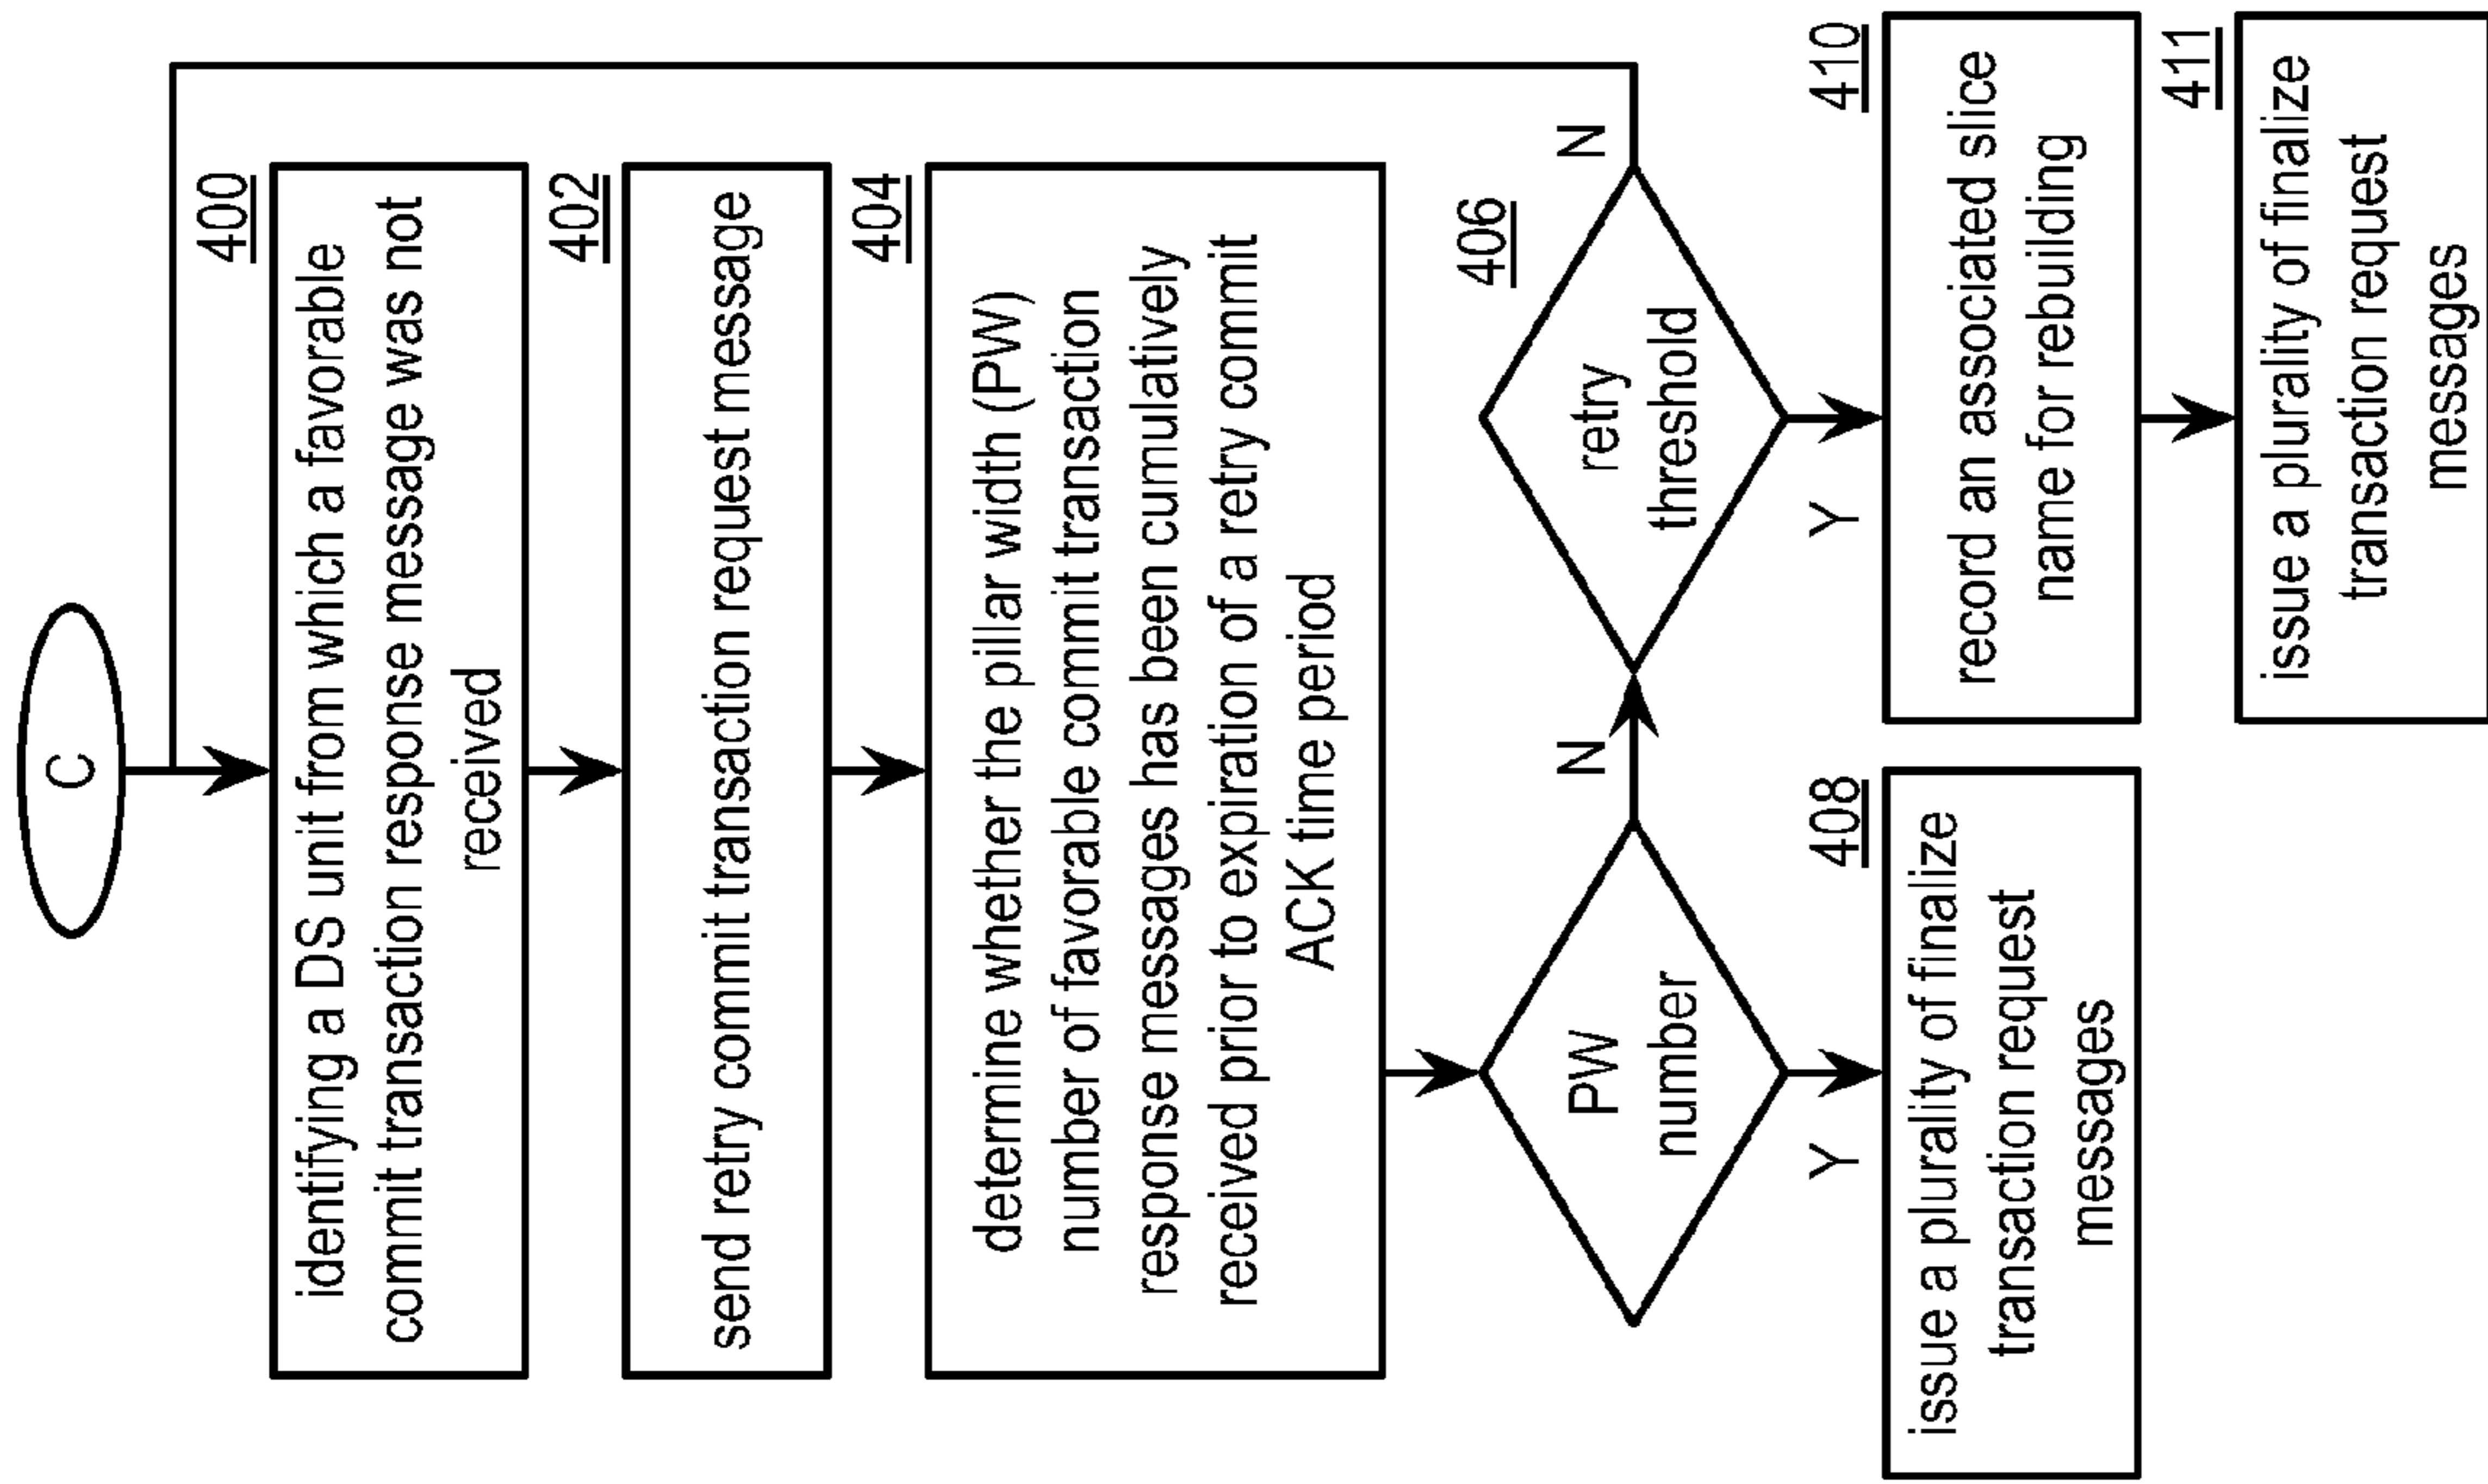 C
400
identifying a DS unit from which a favorable
commit transaction response message was not
received
402
send retry commit transaction request message
404
determine whether the pillar width (PW)
number of favorable commit transaction
response messages has been cumulatively
received prior to expiration of a retry commit
ACK time period
PW
number
N
Y
406
retry
threshold
N
Y
408
issue a plurality of finalize
transaction request
messages
410
record an associated slice
name for rebuilding
411
issue a plurality of finalize
transaction request
messages